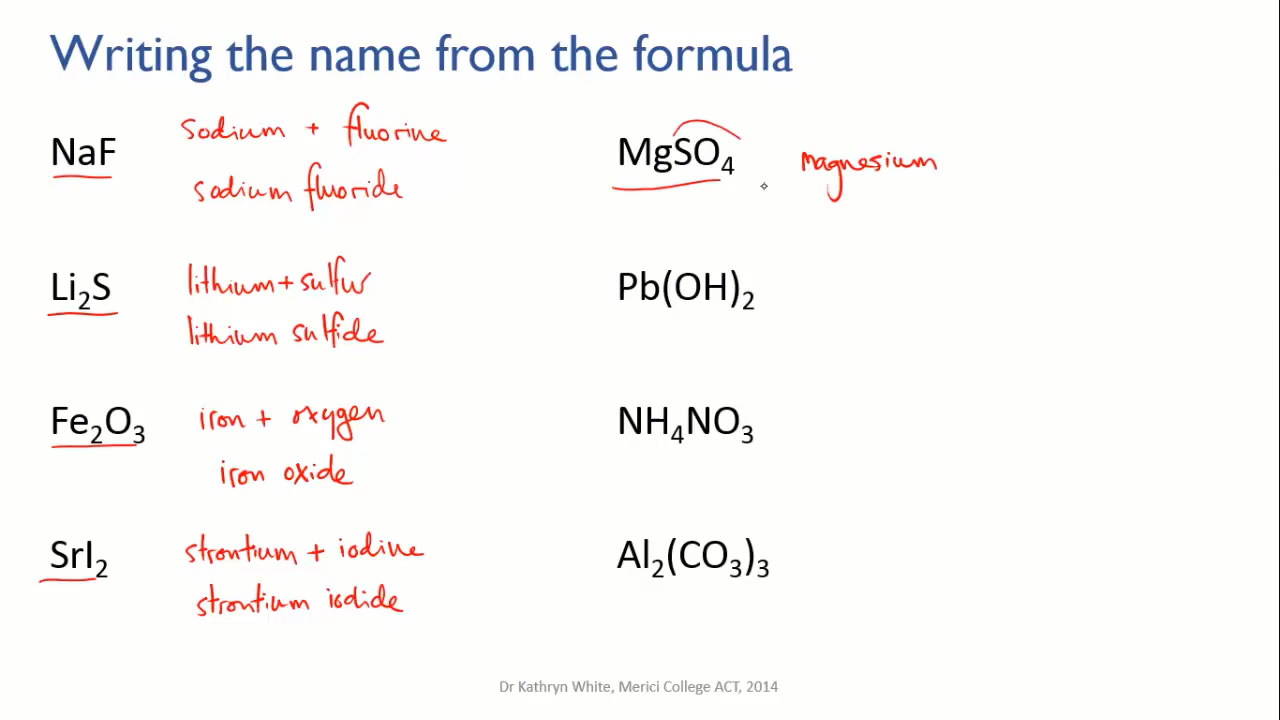 Writing the name from the formula
NaF
sodium + fluorine
sodium fluoride
Li₂S
lithium + sulfur
lithium sulfide
Fe₂O₃
iron + oxygen
iron oxide
SrI₂
strontium + iodine
strontium iodide
MgSO₄
magnesium
Pb(OH)₂
NH₄NO₃
Al₂(CO₃)₃
Dr Kathryn White, Merici College ACT, 2014